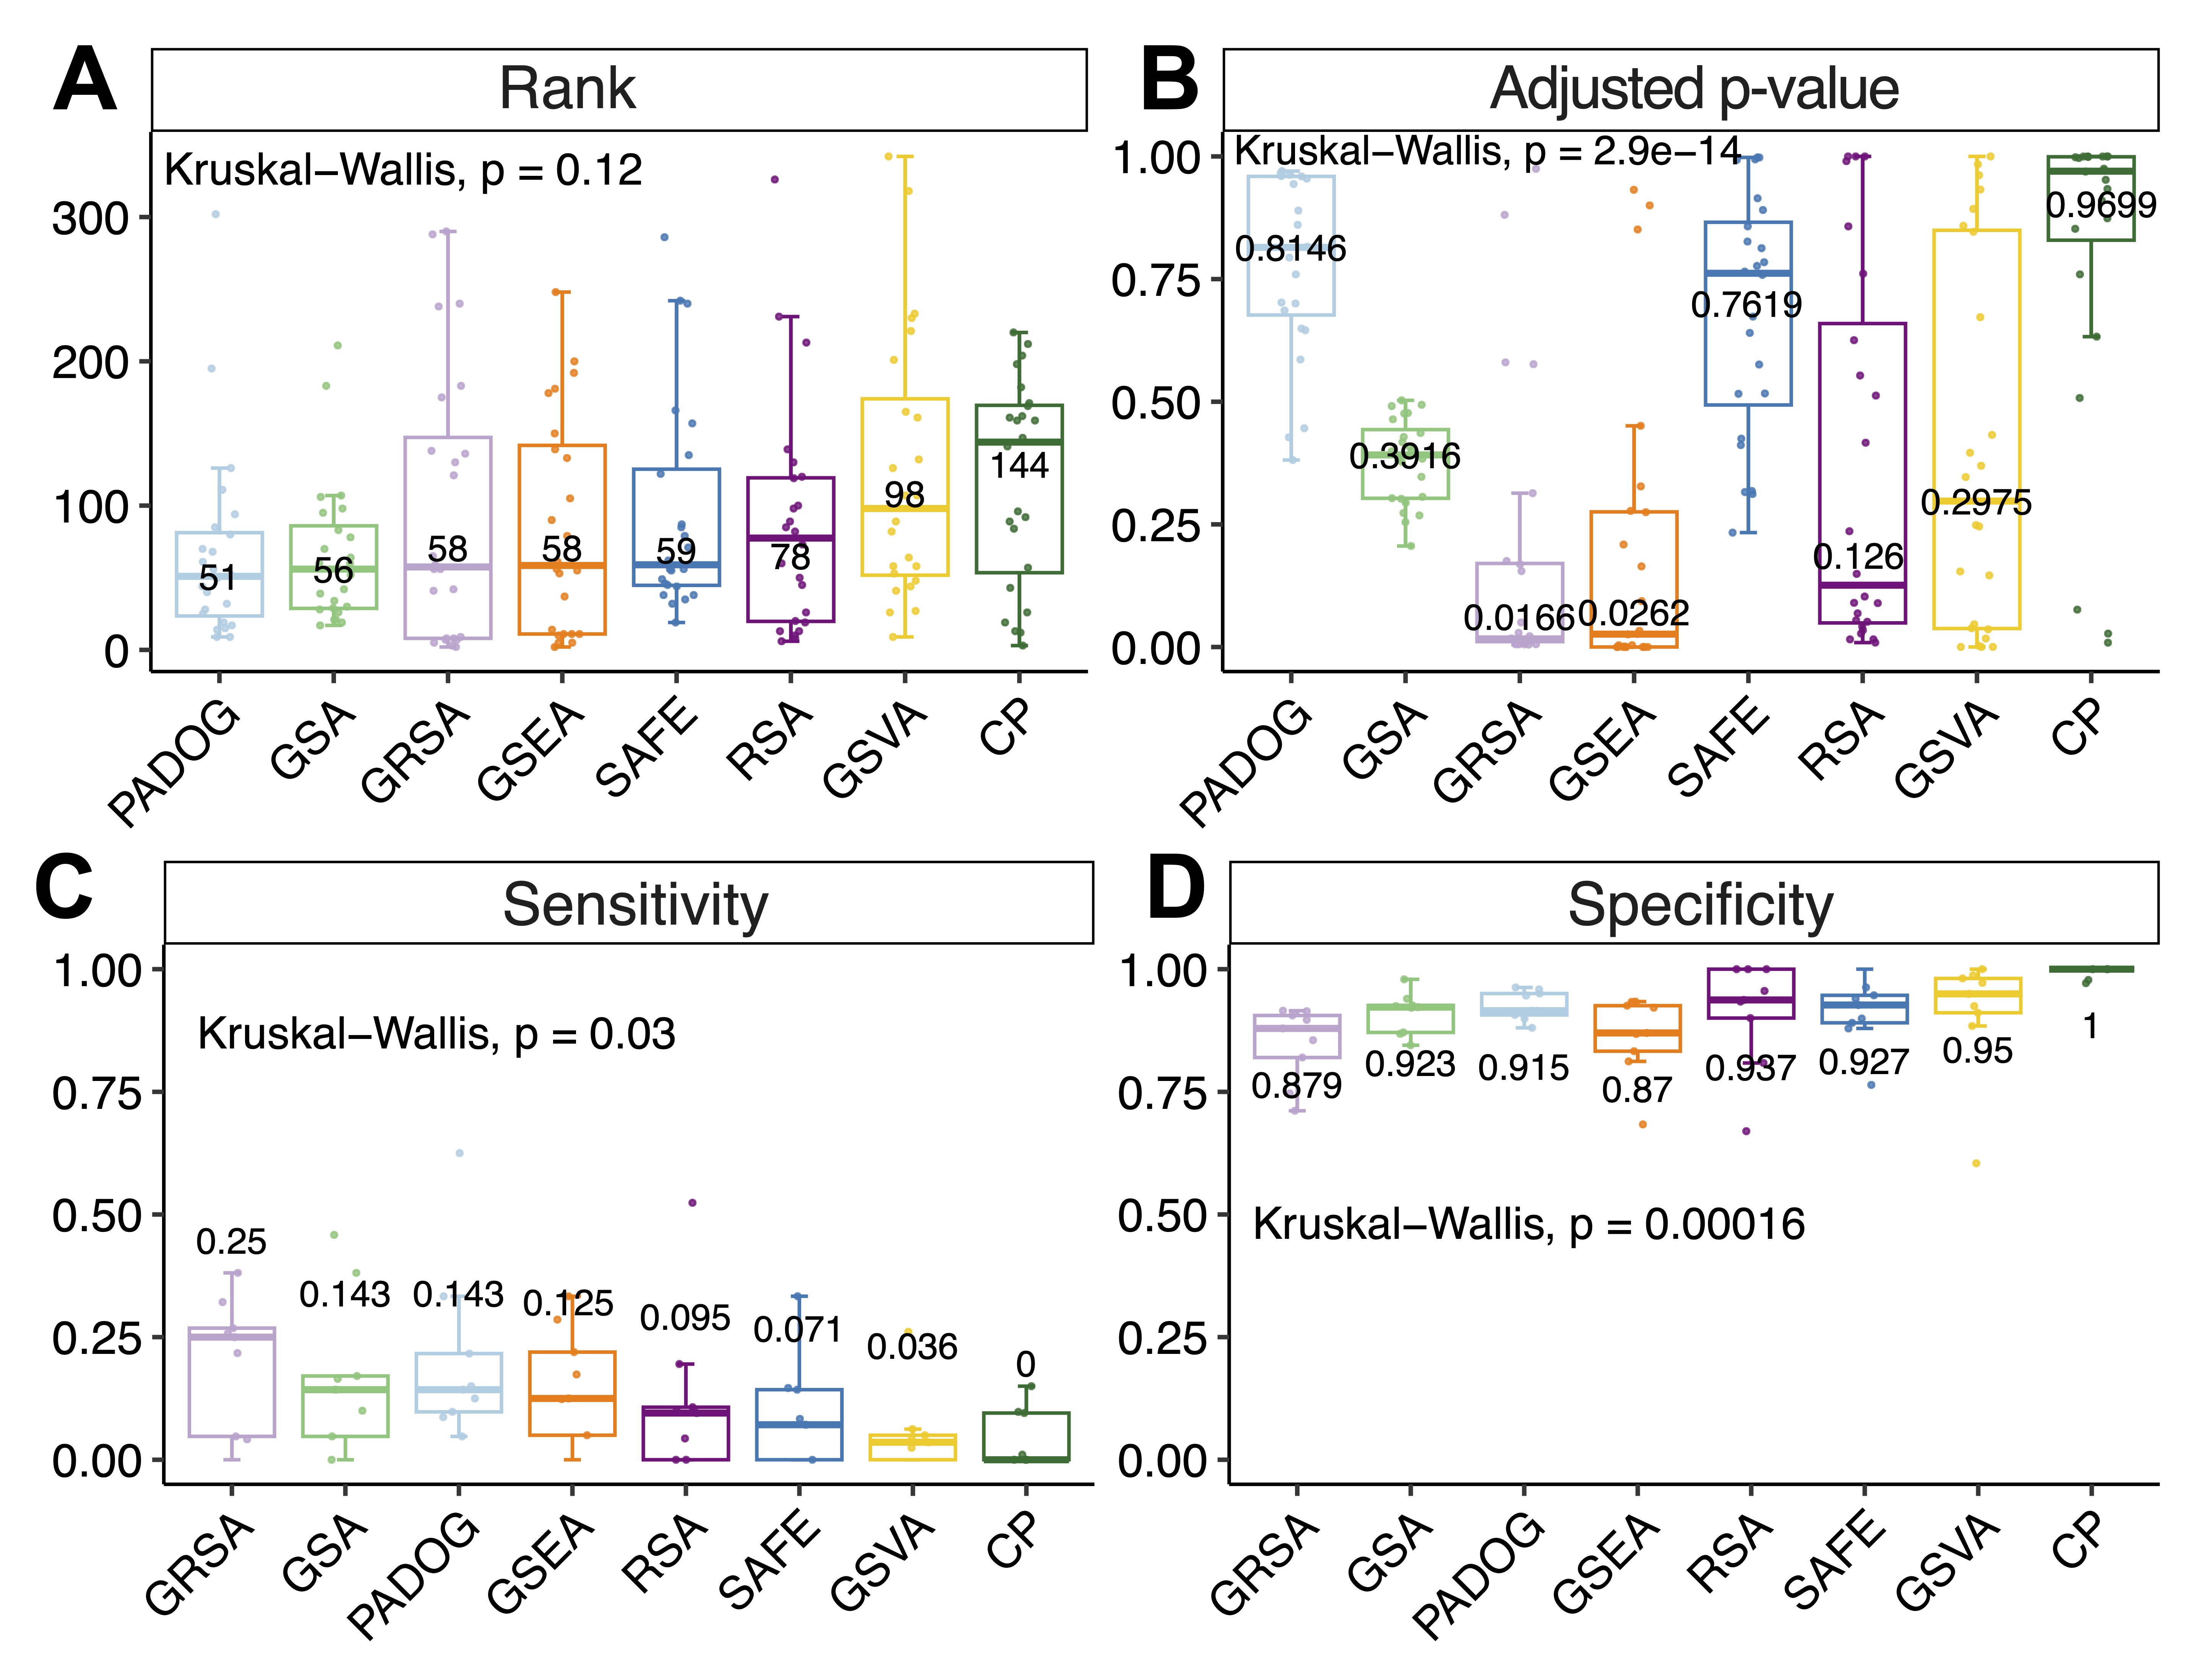 A
Rank
Kruskal–Wallis, p = 0.12
300
200
100
0
51
56
58
58
59
78
98
144
PADOG
GSA
GRSA
GSEA
SAFE
RSA
GSVA
CP
B
Adjusted p-value
Kruskal–Wallis, p = 2.9e–14
1.00
0.75
0.50
0.25
0.00
0.8146
0.3916
0.0166
0.0262
0.7619
0.126
0.2975
0.9699
PADOG
GSA
GRSA
GSEA
SAFE
RSA
GSVA
CP
C
Sensitivity
Kruskal–Wallis, p = 0.03
1.00
0.75
0.50
0.25
0.00
0.25
0.143
0.143
0.125
0.095
0.071
0.036
0
GRSA
GSA
PADOG
GSEA
RSA
SAFE
GSVA
CP
D
Specificity
1.00
0.75
0.50
0.25
0.00
0.879
0.923
0.915
0.87
0.937
0.927
0.95
1
Kruskal–Wallis, p = 0.00016
GRSA
GSA
PADOG
GSEA
RSA
SAFE
GSVA
CP